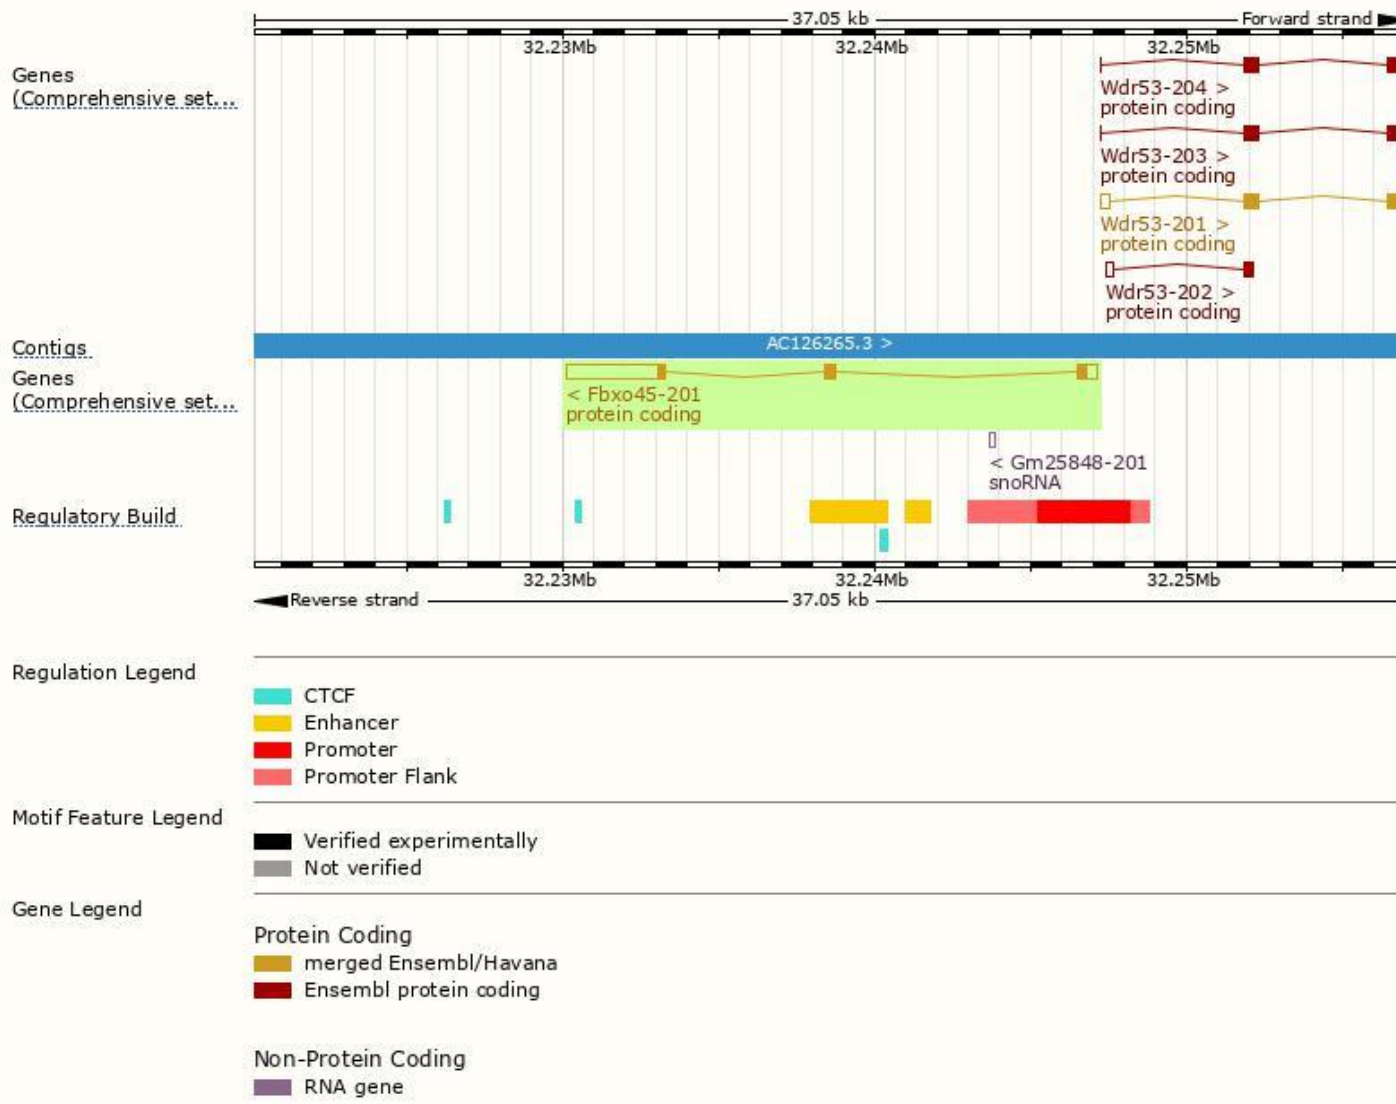 37.05 kb
Forward strand
32.23Mb 32.24Mb 32.25Mb
Genes
(Comprehensive set...
Wdr53-204 >
protein coding
Wdr53-203 >
protein coding
Wdr53-201 >
protein coding
Wdr53-202 >
protein coding
Contigs
AC126265.3 >
Genes
(Comprehensive set...
< Fbxo45-201
protein coding
< Gm25848-201
snoRNA
Regulatory Build
32.23Mb 32.24Mb 32.25Mb
Reverse strand
37.05 kb
Regulation Legend
CTCF
Enhancer
Promoter
Promoter Flank
Motif Feature Legend
Verified experimentally
Not verified
Gene Legend
Protein Coding
merged Ensembl/Havana
Ensembl protein coding
Non-Protein Coding
RNA gene